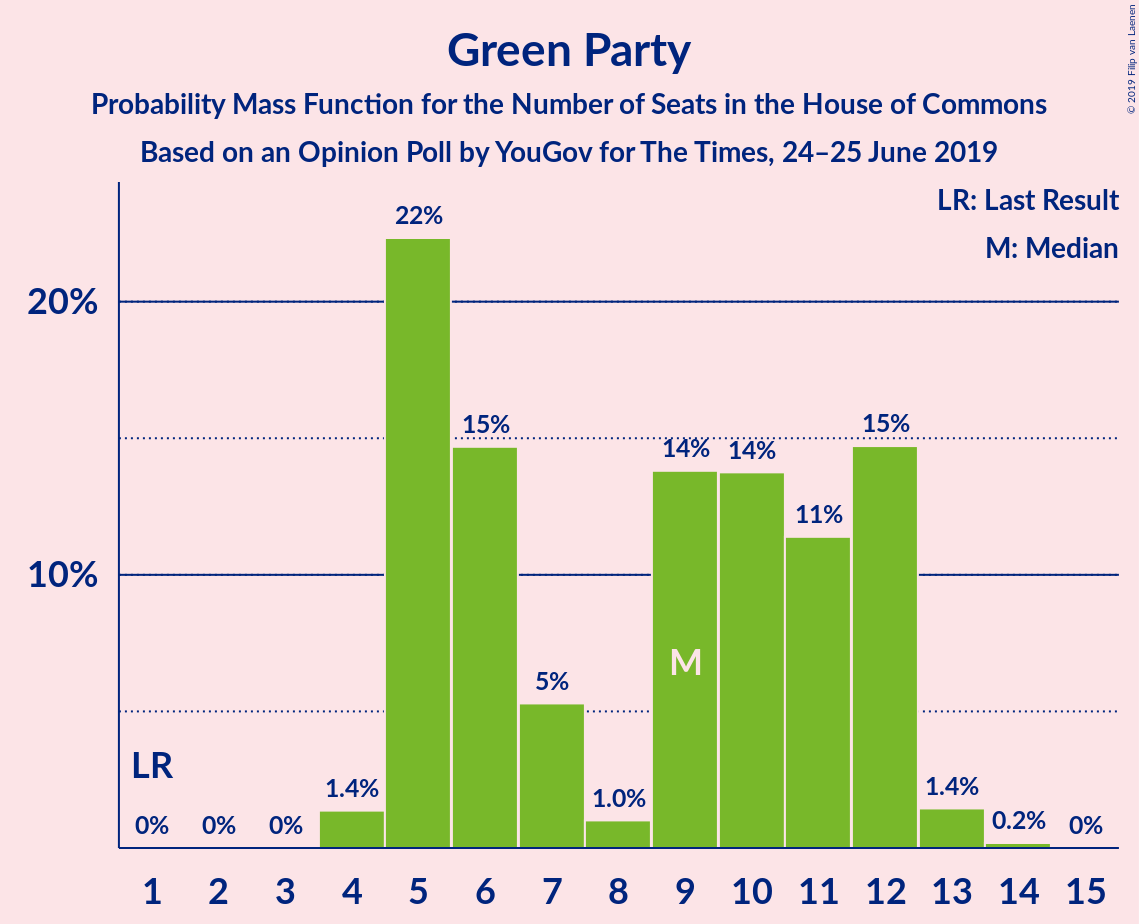 Green Party
Probability Mass Function for the Number of Seats in the House of Commons
Based on an Opinion Poll by YouGov for The Times, 24–25 June 2019
© 2019 Filip van Laenen
LR: Last Result
M: Median
20%
10%
LR
0%
0%
0%
1.4%
22%
15%
5%
1.0%
14%
M
14%
11%
15%
1.4%
0.2%
0%
1 2 3 4 5 6 7 8 9 10 11 12 13 14 15